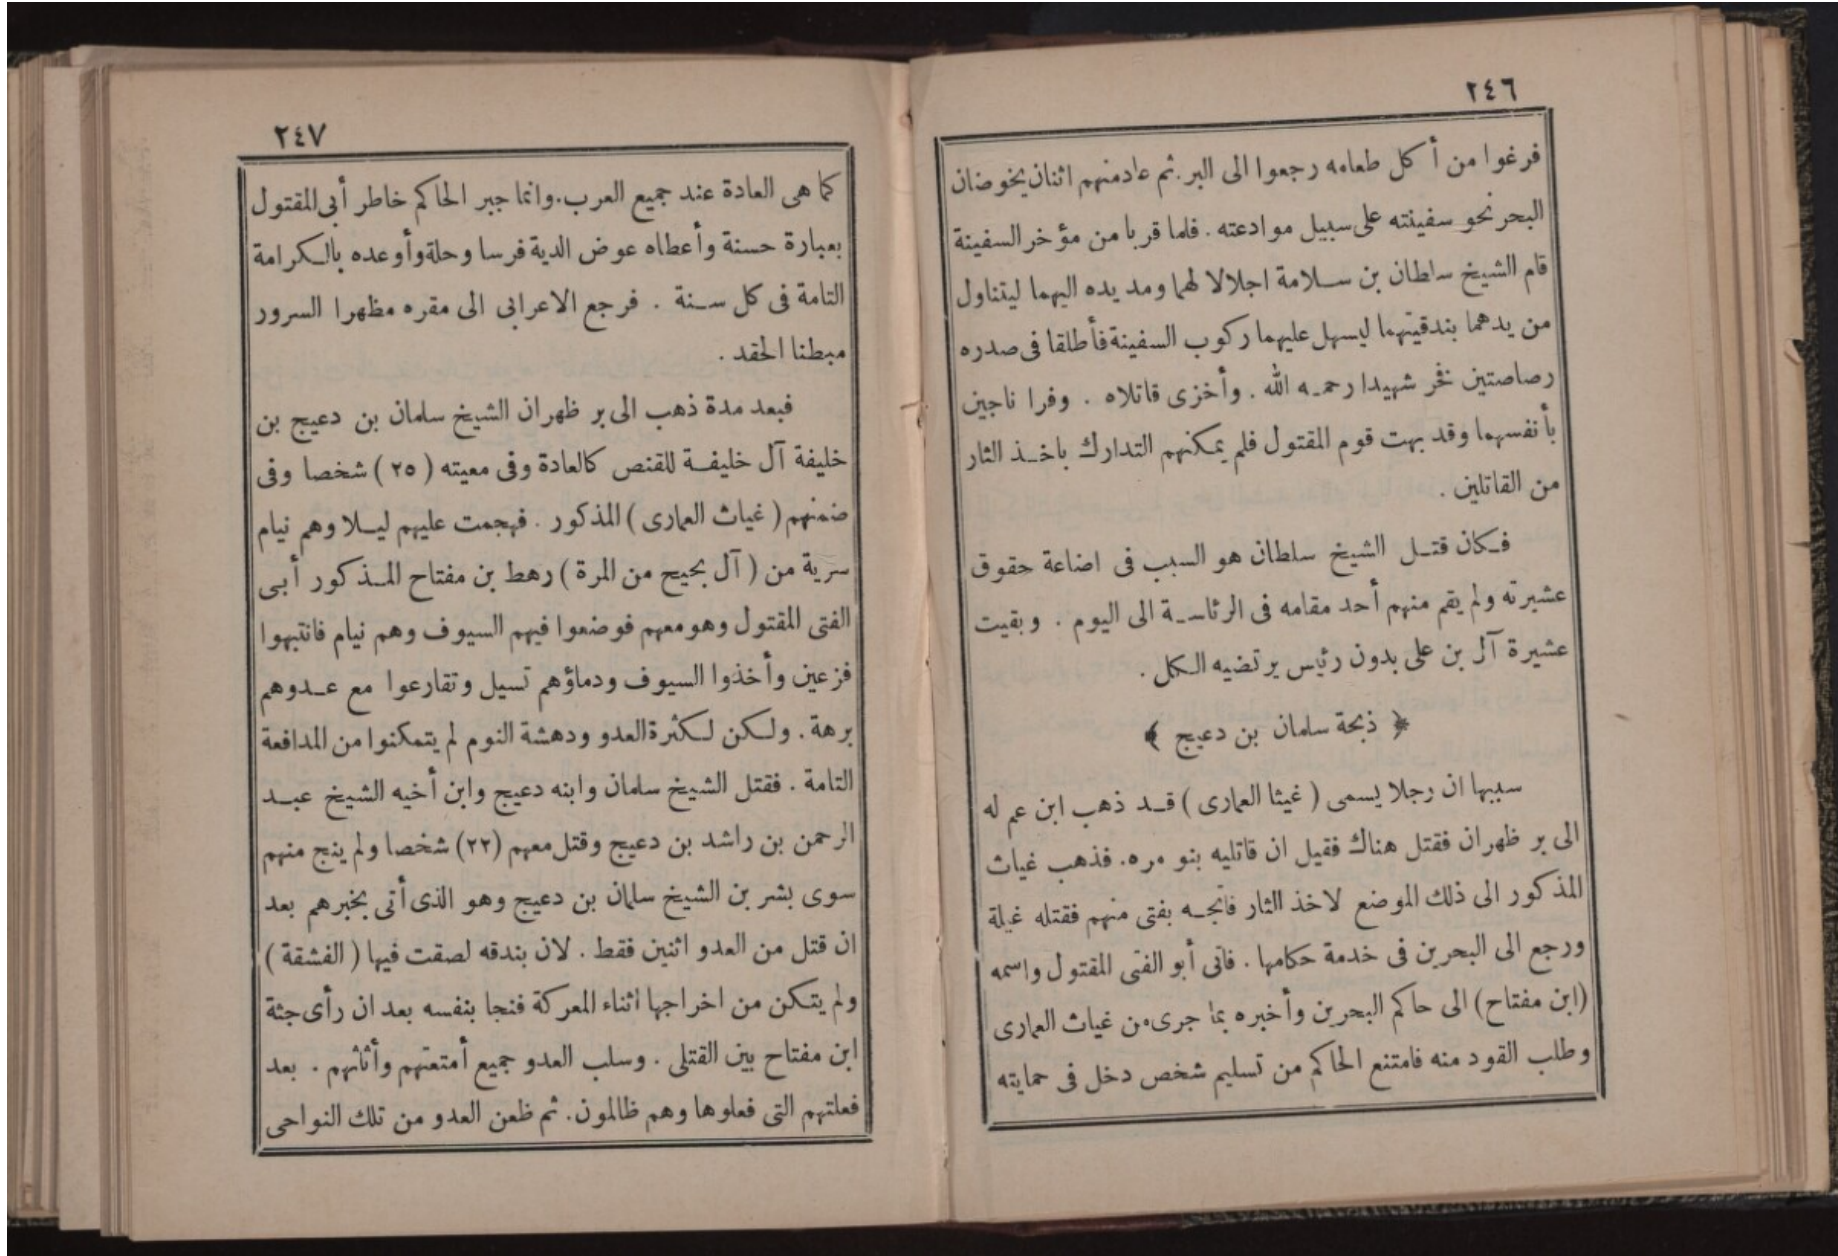 ٢٤٦
فرغوا من أكل طعامه رجعوا الى البر. ثم عاد منهم اثنان يخوضان
البحر نحو سفينته على سبيل موادعته . فلما قربا من مؤخر السفينة
قام الشيخ سلطان بن سلامة اجلالا لهما ومد يده اليهما ليتناول
من يدهما بندقيتهما ليسهل عليهما ركوب السفينة فأطلقا فى صدره
رصاصتين فخر شهيدا رحمه الله . وأخزى قاتلاه . وفرا ناجين
بأنفسهما وقد بهت قوم المقتول فلم يمكنهم التدارك باخذ الثار
من القاتلين .
فكان قتل الشيخ سلطان هو السبب فى اضاعة حقوق
عشيرته ولم يقم منهم أحد مقامه فى الرئاسة الى اليوم . وبقيت
عشيرة آل بن على بدون رئيس يرتضيه الكل .
﴿ ذبحة سلمان بن دعيج ﴾
سببها ان رجلا يسمى ( غيثا العمارى ) قد ذهب ابن عم له
الى بر ظهران فقتل هناك فقيل ان قاتليه بنو مره. فذهب غياث
المذكور الى ذلك الموضع لاخذ الثار فاتجه بفتى منهم فقتله غيلة
ورجع الى البحرين فى خدمة حكامها . فاتى أبو الفتى المقتول واسمه
(ابن مفتاح) الى حاكم البحرين وأخبره بما جرى من غياث العمارى
وطلب القود منه فامتنع الحاكم من تسليم شخص دخل فى حمايته
٢٤٧
كما هى العادة عند جميع العرب. وانما جبر الحاكم خاطر أبى المقتول
بعبارة حسنة وأعطاه عوض الدية فرسا وحلة وأوعده بالكرامة
التامة فى كل سنة . فرجع الاعرابى الى مقره مظهرا السرور
مبطنا الحقد .
فبعد مدة ذهب الى بر ظهران الشيخ سلمان بن دعيج بن
خليفة آل خليفة للقنص كالعادة وفى معيته ( ٢٥ ) شخصا وفى
ضمنهم ( غياث العمارى ) المذكور . فهجمت عليهم ليلا وهم نيام
سرية من ( آل بحيح من المرة ) رهط بن مفتاح المذكور أبى
الفتى المقتول وهو معهم فوضعوا فيهم السيوف وهم نيام فانتبهوا
فزعين وأخذوا السيوف ودماؤهم تسيل وتقارعوا مع عدوهم
برهة . ولكن لكثرة العدو ودهشة النوم لم يتمكنوا من المدافعة
التامة . فقتل الشيخ سلمان وابنه دعيج وابن أخيه الشيخ عبد
الرحمن بن راشد بن دعيج وقتل معهم (٢٢) شخصا ولم ينج منهم
سوى بشر بن الشيخ سلمان بن دعيج وهو الذى أتى بخبرهم بعد
ان قتل من العدو اثنين فقط . لان بندقه لصقت فيها ( الفشقة )
ولم يتكن من اخراجها اثناء المعركة فنجا بنفسه بعد ان رأى جثة
ابن مفتاح بين القتلى . وسلب العدو جميع أمتعتهم وأثاثهم . بعد
فعلتهم التى فعلوها وهم ظالمون. ثم ظعن العدو من تلك النواحى